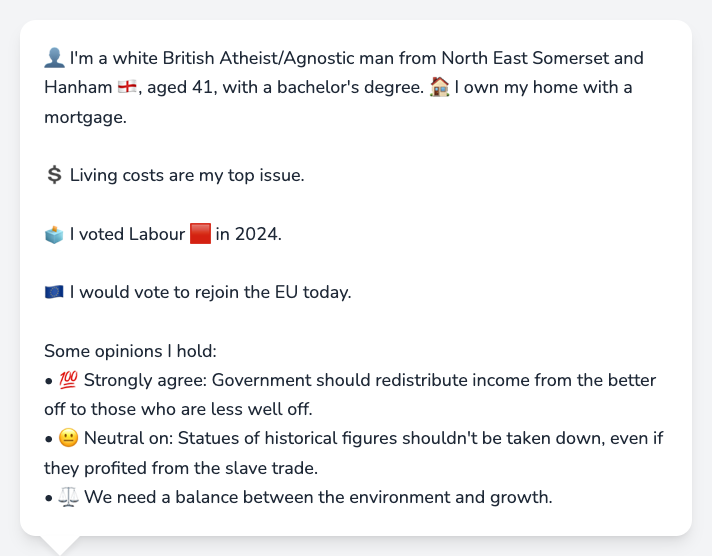 👤 I'm a white British Atheist/Agnostic man from North East Somerset and
Hanham 🏴󠁧󠁢󠁥󠁮󠁧󠁿, aged 41, with a bachelor's degree. 🏠 I own my home with a
mortgage.
💲 Living costs are my top issue.
🗳️ I voted Labour 🟥 in 2024.
🇪🇺 I would vote to rejoin the EU today.
Some opinions I hold:
• 💯 Strongly agree: Government should redistribute income from the better
off to those who are less well off.
• 😐 Neutral on: Statues of historical figures shouldn't be taken down, even if
they profited from the slave trade.
• ⚖️ We need a balance between the environment and growth.